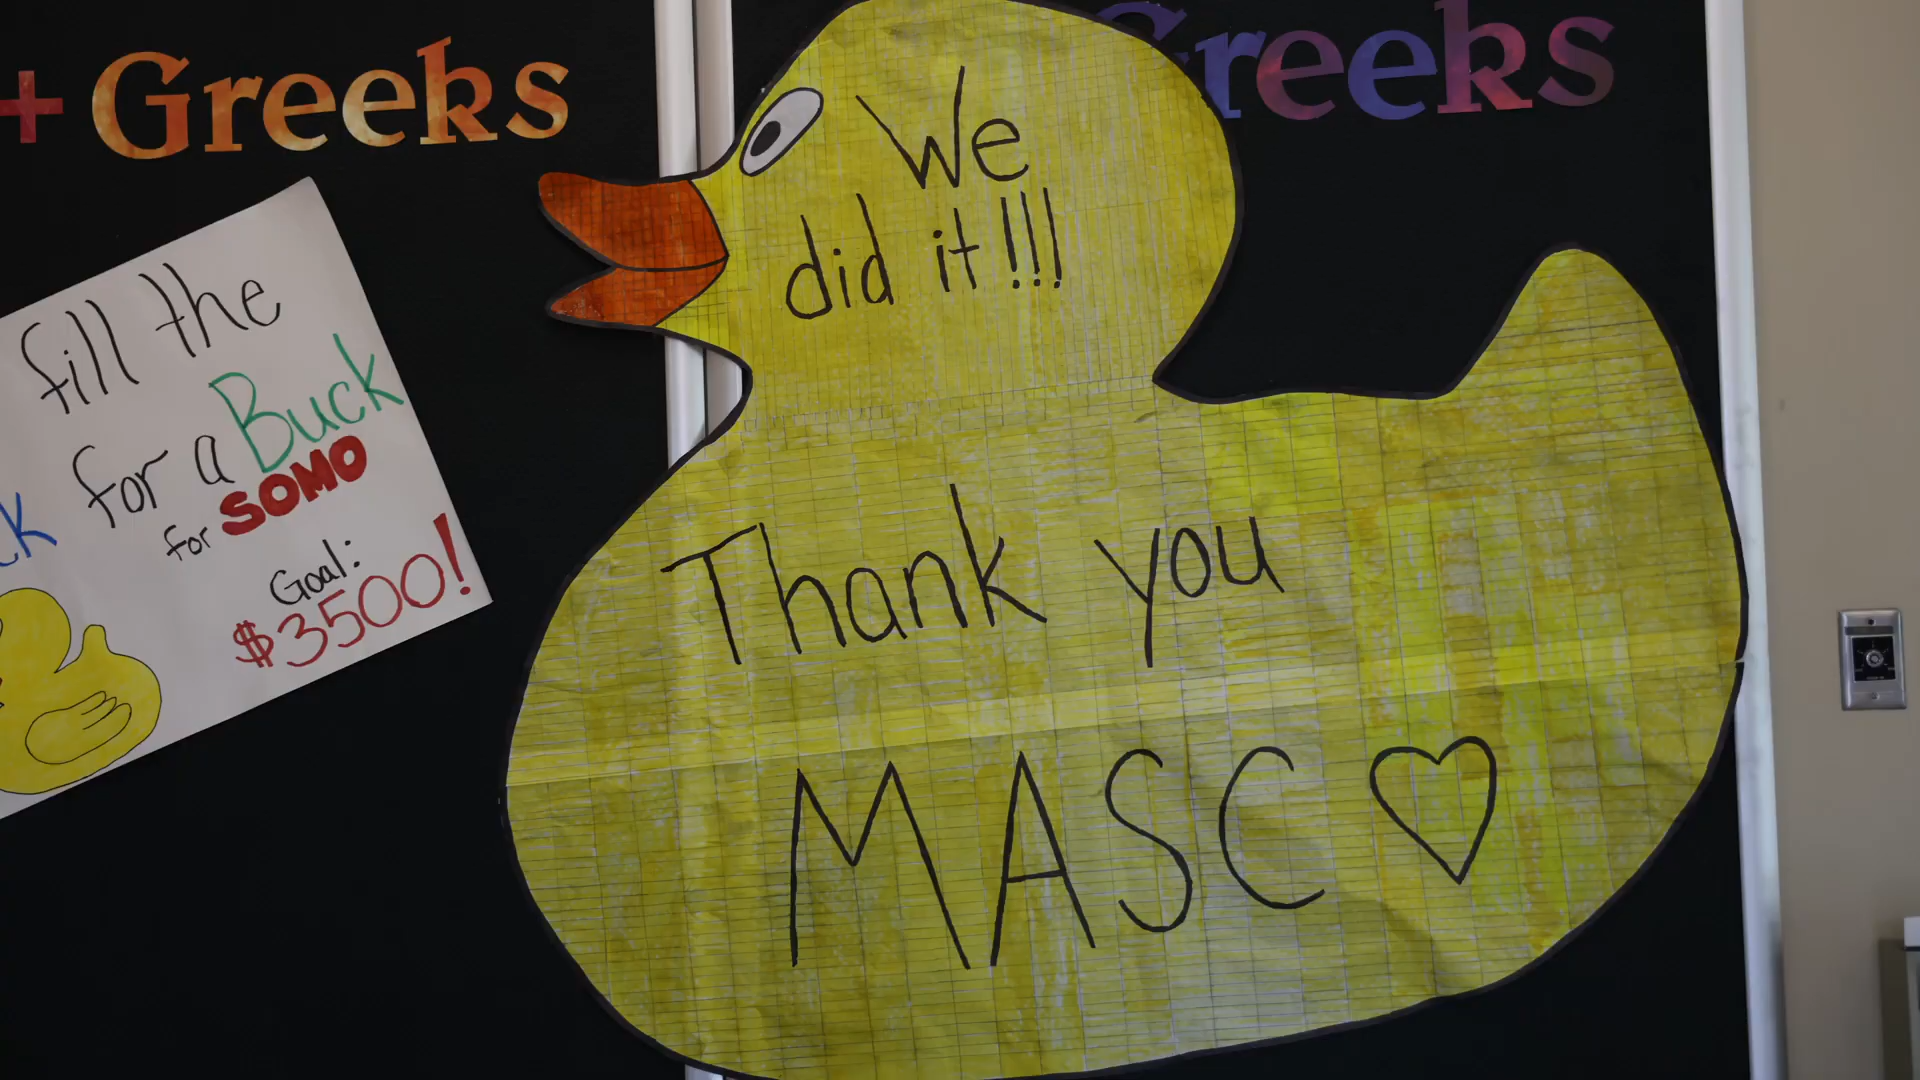 + Greeks
Greeks
We
did it!!!
Thank you
MASC ♡
fill the
for a Buck
for SOMO
Goal:
$3500!